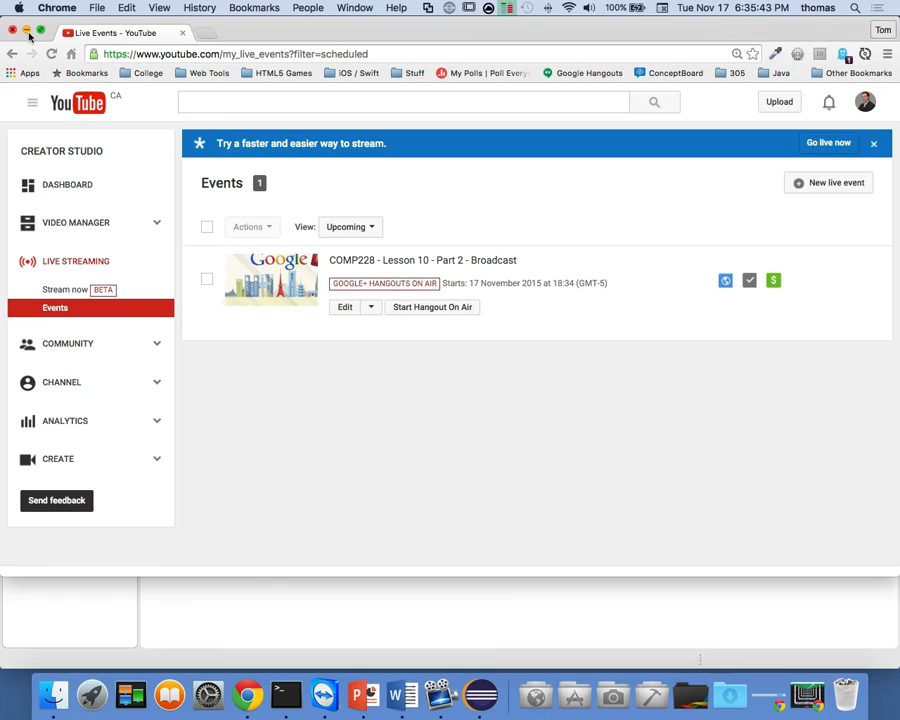 Chrome File Edit View History Bookmarks People Window Help 100% Tue Nov 17 6:35:43 PM thomas
Live Events - YouTube Tom
https://www.youtube.com/my_live_events?filter=scheduled
Apps Bookmarks College Web Tools HTML5 Games iOS / Swift Stuff My Polls | Poll Every Google Hangouts ConceptBoard 305 Java Other Bookmarks
YouTube CA Upload
CREATOR STUDIO
DASHBOARD
VIDEO MANAGER
LIVE STREAMING
Stream now BETA
Events
COMMUNITY
CHANNEL
ANALYTICS
CREATE
Send feedback
Try a faster and easier way to stream. Go live now
Events 1 New live event
Actions View: Upcoming
Google
COMP228 - Lesson 10 - Part 2 - Broadcast
GOOGLE+ HANGOUTS ON AIR Starts: 17 November 2015 at 18:34 (GMT-5) $
Edit Start Hangout On Air